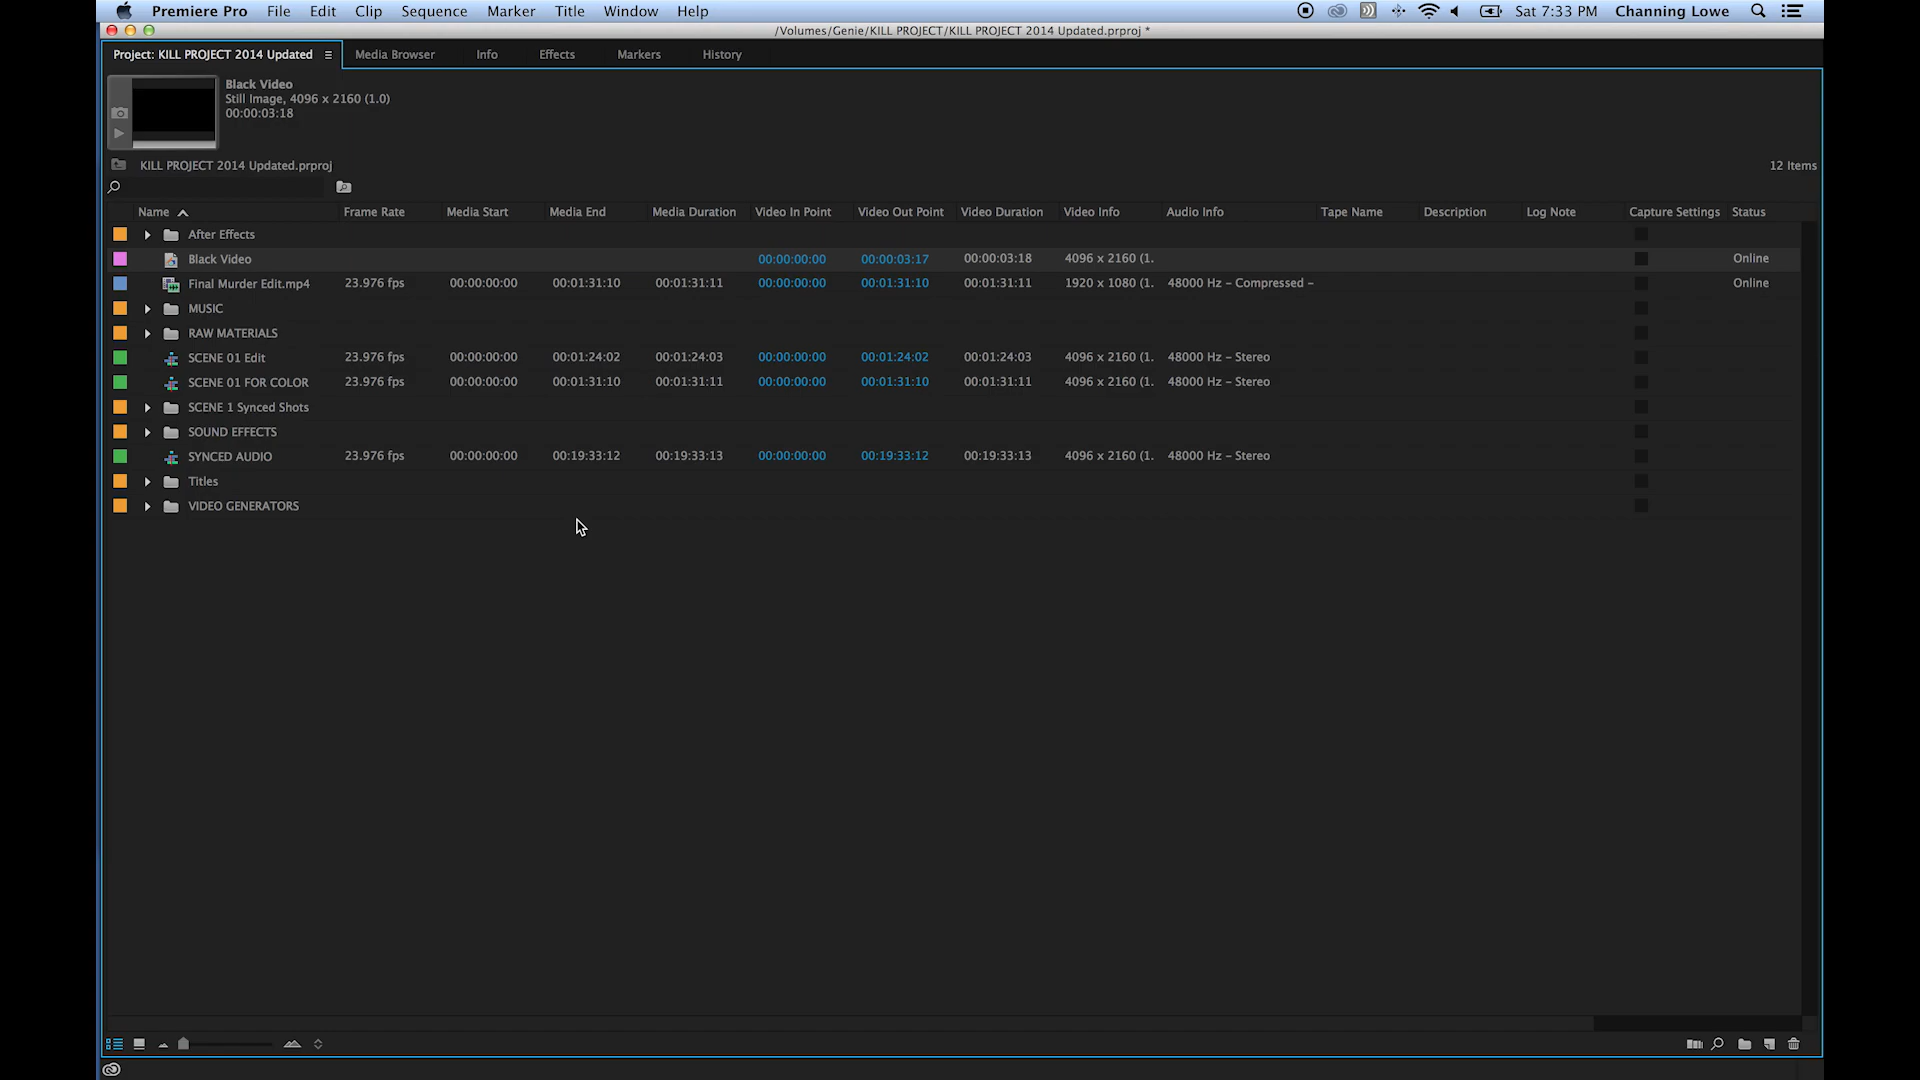 Premiere Pro File Edit Clip Sequence Marker Title Window Help Sat 7:33 PM Channing Lowe
/Volumes/Genie/KILL PROJECT/KILL PROJECT 2014 Updated.prproj *
Project: KILL PROJECT 2014 Updated Media Browser Info Effects Markers History
Black Video
Still Image, 4096 x 2160 (1.0)
00:00:03:18
KILL PROJECT 2014 Updated.prproj 12 Items
Name Frame Rate Media Start Media End Media Duration Video In Point Video Out Point Video Duration Video Info Audio Info Tape Name Description Log Note Capture Settings Status
After Effects
Black Video 00:00:00:00 00:00:03:17 00:00:03:18 4096 x 2160 (1. Online
Final Murder Edit.mp4 23.976 fps 00:00:00:00 00:01:31:10 00:01:31:11 00:00:00:00 00:01:31:10 00:01:31:11 1920 x 1080 (1. 48000 Hz – Compressed – Online
MUSIC
RAW MATERIALS
SCENE 01 Edit 23.976 fps 00:00:00:00 00:01:24:02 00:01:24:03 00:00:00:00 00:01:24:02 00:01:24:03 4096 x 2160 (1. 48000 Hz – Stereo
SCENE 01 FOR COLOR 23.976 fps 00:00:00:00 00:01:31:10 00:01:31:11 00:00:00:00 00:01:31:10 00:01:31:11 4096 x 2160 (1. 48000 Hz – Stereo
SCENE 1 Synced Shots
SOUND EFFECTS
SYNCED AUDIO 23.976 fps 00:00:00:00 00:19:33:12 00:19:33:13 00:00:00:00 00:19:33:12 00:19:33:13 4096 x 2160 (1. 48000 Hz – Stereo
Titles
VIDEO GENERATORS